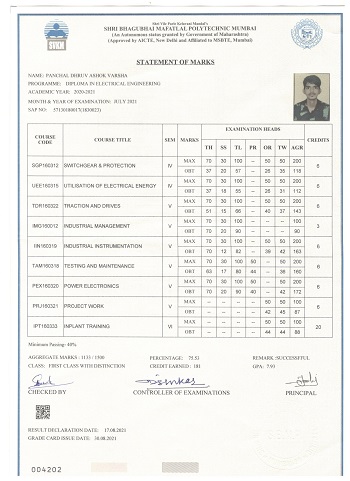 Shri Vile Parle Kelavani Mandal's
SHRI BHAGUBHAI MAFATLAL POLYTECHNIC MUMBAI
(An Autonomous status granted by Government of Maharashtra)
(Approved by AICTE, New Delhi and Affiliated to MSBTE, Mumbai)
STATEMENT OF MARKS
NAME: PANCHAL DHRUV ASHOK VARSHA
PROGRAMME: DIPLOMA IN ELECTRICAL ENGINEERING
ACADEMIC YEAR: 2020-2021
MONTH & YEAR OF EXAMINATION: JULY,2021
SAP NO:
COURSE CODE COURSE TITLE SEM MARKS EXAMINATION HEADS CREDITS
TH SS TL PR OR TW AGR
SGP160312 SWITCHGEAR & PROTECTION IV MAX 70 30 100 -- 50 50 200 6
OBT 37 20 57 -- 26 35 118
UEE160315 UTILISATION OF ELECTRICAL ENERGY IV MAX 70 30 100 -- 50 50 200 6
OBT 37 18 55 -- 26 31 112
TDR160322 TRACTION AND DRIVES V MAX 70 30 100 -- 50 50 200 6
OBT 51 15 66 -- 40 37 143
IMG160012 INDUSTRIAL MANAGEMENT V MAX 70 30 100 -- -- -- 100 3
OBT 70 20 90 -- -- -- 90
IIN160319 INDUSTRIAL INSTRUMENTATION V MAX 70 30 100 -- 50 50 200 6
OBT 70 12 82 -- 39 42 163
TAM160318 TESTING AND MAINTENANCE V MAX 70 30 100 50 -- 50 200 6
OBT 63 17 80 44 -- 36 160
PEX160320 POWER ELECTRONICS V MAX 70 30 100 50 -- 50 200 6
OBT 70 20 90 40 -- 42 172
PRJ160321 PROJECT WORK V MAX -- -- -- -- 50 50 100 6
OBT -- -- -- -- 42 45 87
IPT160333 INPLANT TRAINING VI MAX -- -- -- -- 50 50 100 20
OBT -- -- -- -- 44 44 88
Minimum Passing: 40%
AGGREGATE MARKS : 1133 / 1500 PERCENTAGE: 75.53 REMARK :SUCCESSFUL
CLASS: FIRST CLASS WITH DISTINCTION CREDIT EARNED : 181 GPA: 7.93
CHECKED BY CONTROLLER OF EXAMINATIONS PRINCIPAL
RESULT DECLARATION DATE: 17.08.2021
GRADE CARD ISSUE DATE: 30.08.2021
004202